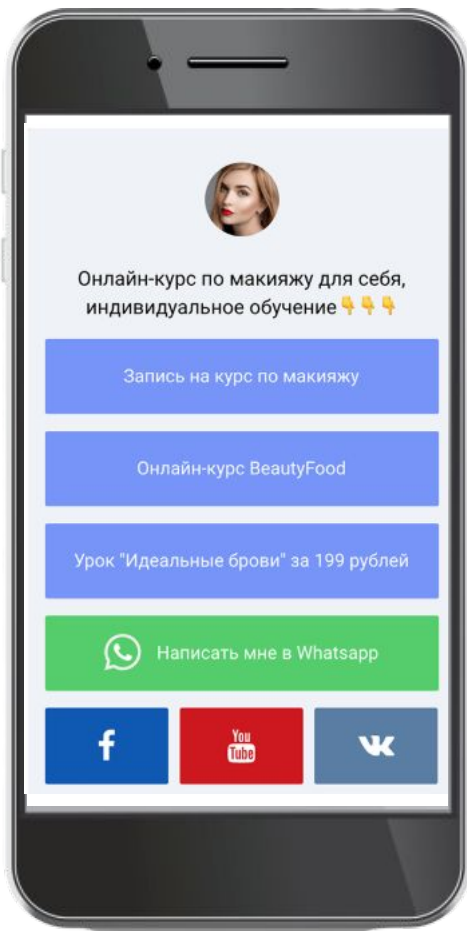 Онлайн-курс по макияжу для себя,
индивидуальное обучение👇👇👇
Запись на курс по макияжу
Онлайн-курс BeautyFood
Урок "Идеальные брови" за 199 рублей
Написать мне в Whatsapp
f
You
Tube